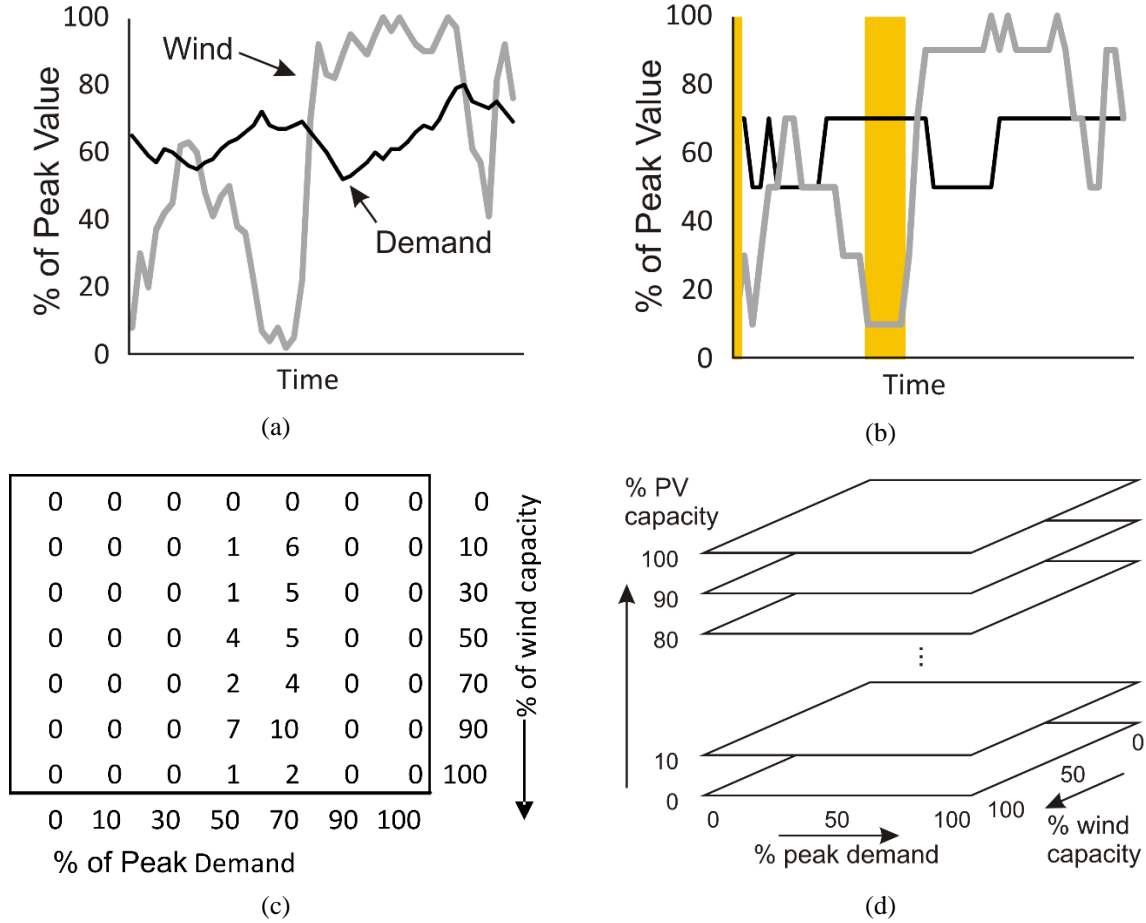 100
80
60
40
20
0
% of Peak Value
Wind
Demand
Time
(a)
100
80
60
40
20
0
% of Peak Value
Time
(b)
0 0 0 0 0 0 0 0
0 0 0 1 6 0 0 10
0 0 0 1 5 0 0 30
0 0 0 4 5 0 0 50
0 0 0 2 4 0 0 70
0 0 0 7 10 0 0 90
0 0 0 1 2 0 0 100
0 10 30 50 70 90 100
% of Peak Demand
% of wind capacity
(c)
% PV
capacity
100
90
80
⋮
10
0
0 50 100
% peak demand
100 50 0
% wind
capacity
(d)